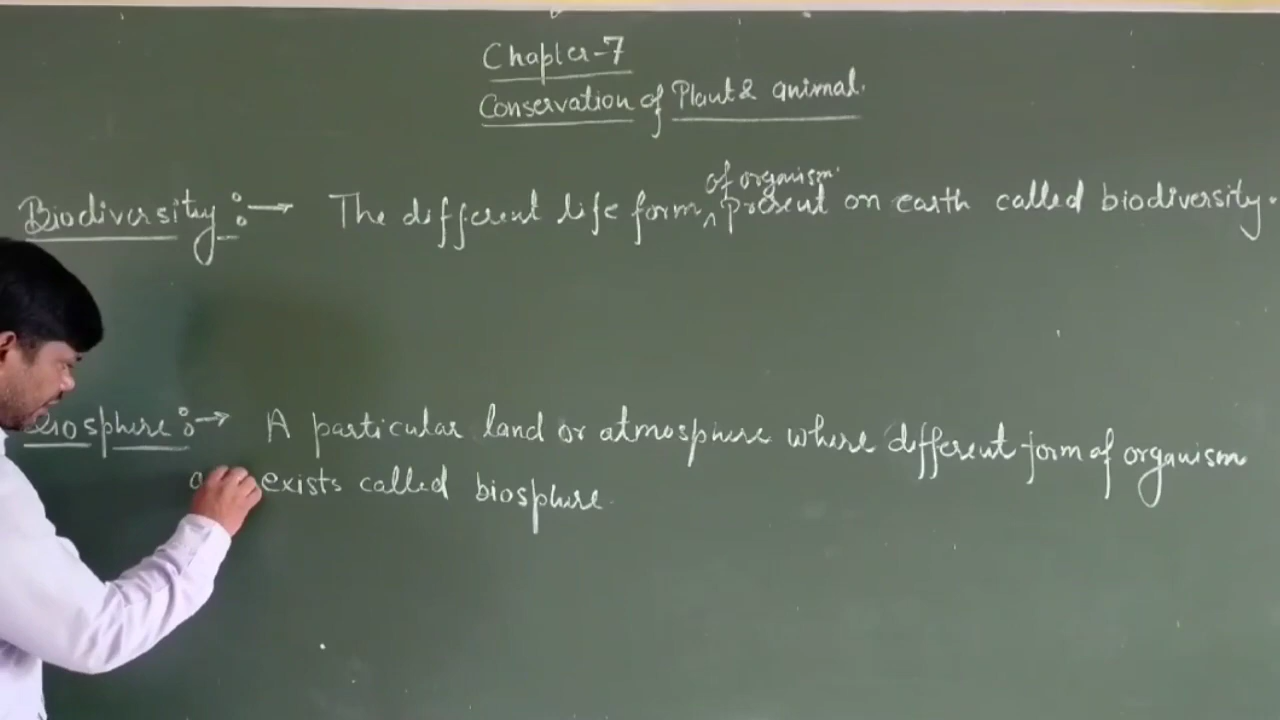 Chapter-7
Conservation of Plant & animal.
Biodiversity :→ The different life form of organism present on earth called biodiversity.
Biosphere :→ A particular land or atmosphere where different form of organism
exists called biosphere.